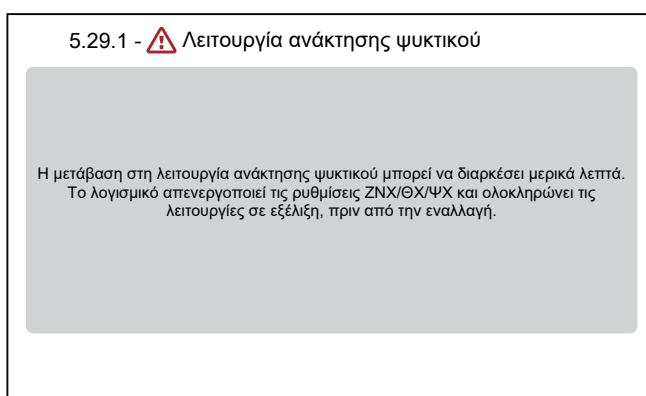 5.29.1 - Λειτουργία ανάκτησης ψυκτικού
Η μετάβαση στη λειτουργία ανάκτησης ψυκτικού μπορεί να διαρκέσει μερικά λεπτά.
Το λογισμικό απενεργοποιεί τις ρυθμίσεις ΖΝΧ/ΘΧ/ΨΧ και ολοκληρώνει τις
λειτουργίες σε εξέλιξη, πριν από την εναλλαγή.